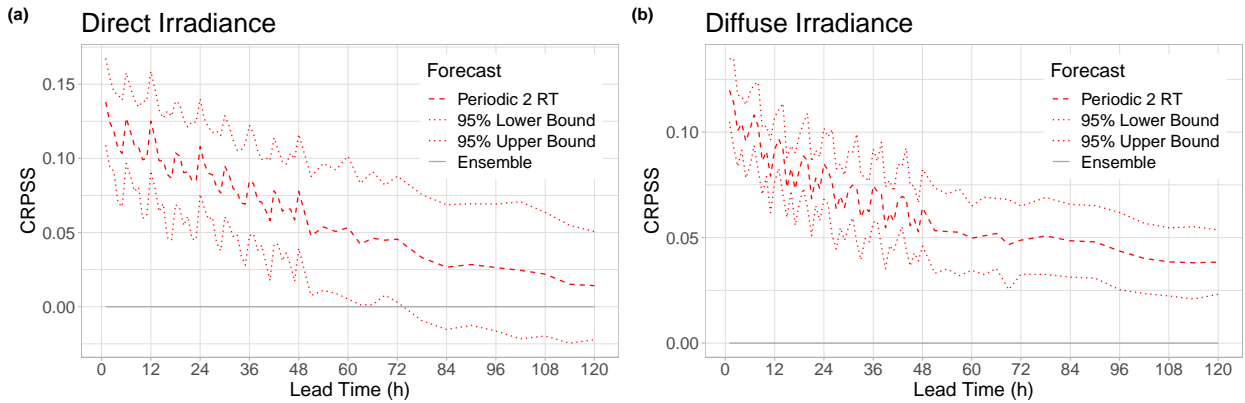 (a)
Direct Irradiance
CRPSS
0.15
0.10
0.05
0.00
Forecast
Periodic 2 RT
95% Lower Bound
95% Upper Bound
Ensemble
0 12 24 36 48 60 72 84 96 108 120
Lead Time (h)
(b)
Diffuse Irradiance
CRPSS
0.10
0.05
0.00
Forecast
Periodic 2 RT
95% Lower Bound
95% Upper Bound
Ensemble
0 12 24 36 48 60 72 84 96 108 120
Lead Time (h)